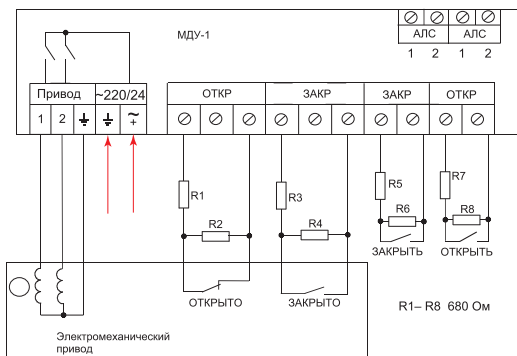 МДУ-1
АЛС АЛС
1 2 1 2
Привод ~220/24 ОТКР ЗАКР ЗАКР ОТКР
1 2 ~ +
R1 R3 R5 R7
R2 R4 R6 R8
ЗАКРЫТЬ ОТКРЫТЬ
ОТКРЫТО ЗАКРЫТО
R1– R8 680 Ом
Электромеханический
привод